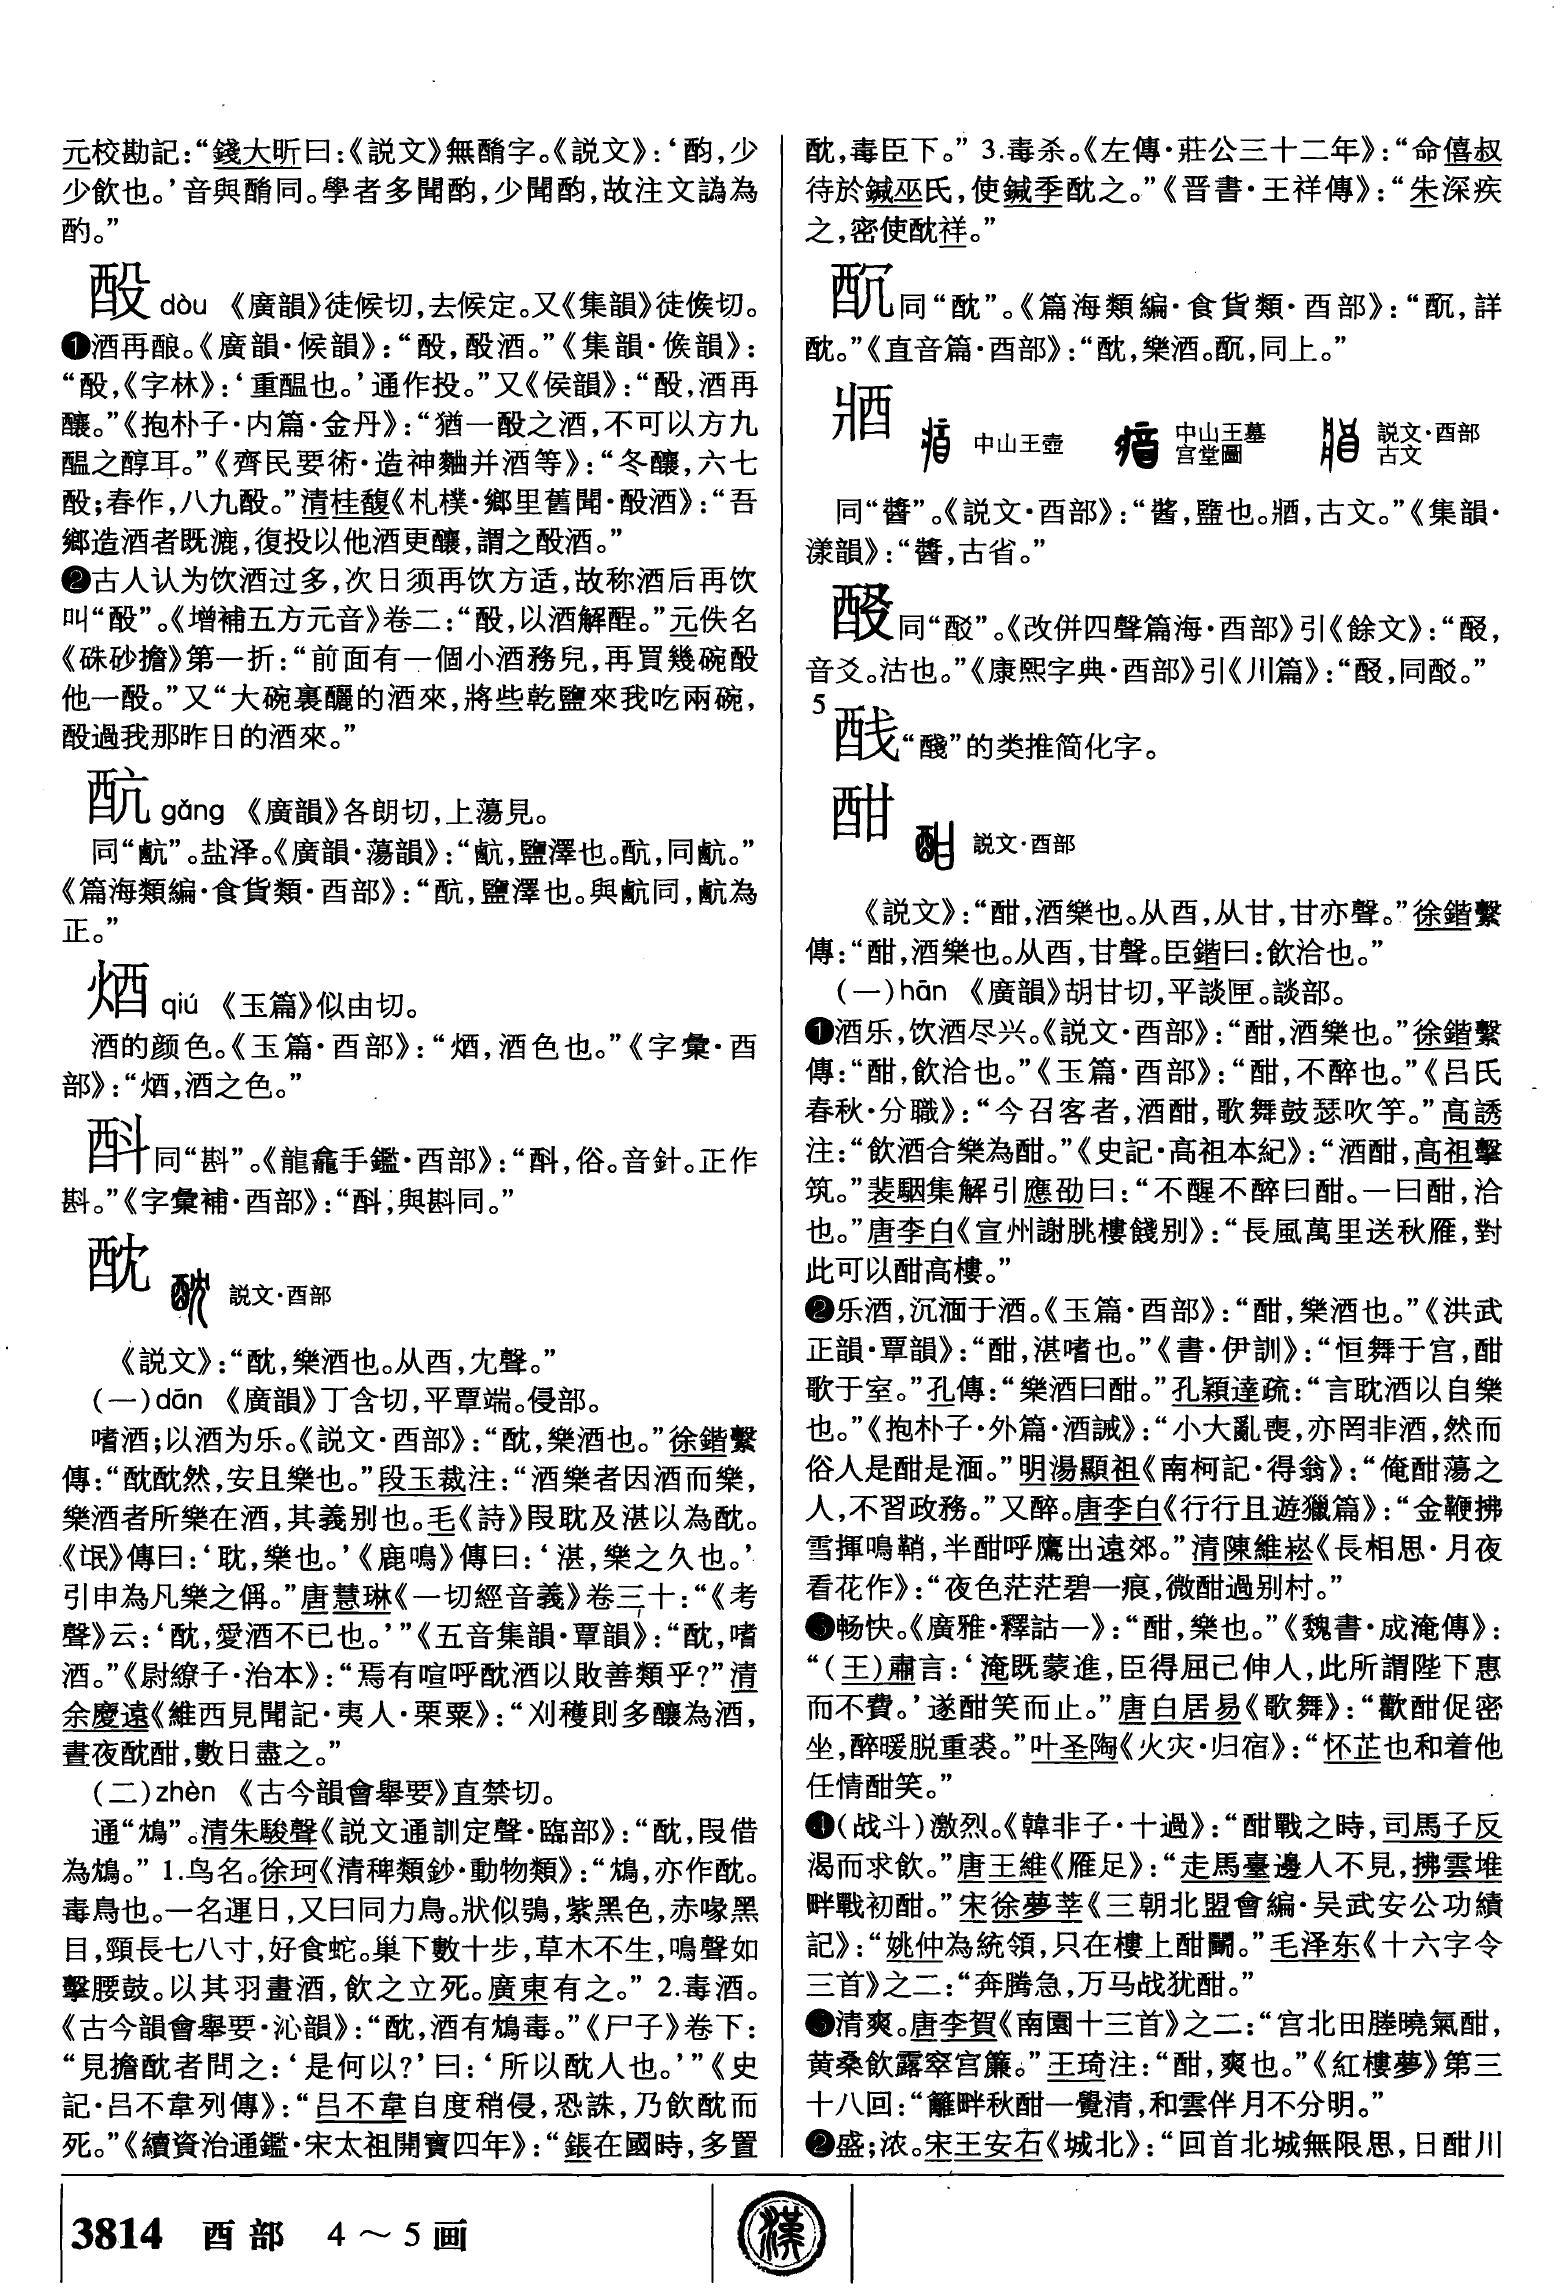 元校勘記：“錢大昕曰：《説文》無酳字。《説文》：‘酌，少
少飲也。’音與酳同。學者多聞酌，少聞酌，故注文譌為
酌。”
酘 dòu 《廣韻》徒候切，去候定。又《集韻》徒候切。
❶酒再酿。《廣韻·候韻》：“酘，酘酒。”《集韻·候韻》：
“酘，《字林》：‘重醖也。’通作投。”又《侯韻》：“酘，酒再
釀。”《抱朴子·内篇·金丹》：“猶一酘之酒，不可以方九
醖之醇耳。”《齊民要術·造神麯并酒等》：“冬釀，六七
酘；春作，八九酘。”清桂馥《札樸·鄉里舊聞·酘酒》：“吾
鄉造酒者既漉，復投以他酒更釀，謂之酘酒。”
❷古人认为饮酒过多，次日须再饮方适，故称酒后再饮
叫“酘”。《增補五方元音》卷二：“酘，以酒解酲。”元佚名
《硃砂擔》第一折：“前面有一個小酒務兒，再買幾碗酘
他一酘。”又“大碗裏釃的酒來，將些乾鹽來我吃兩碗，
酘過我那昨日的酒來。”
酛 gǎng 《廣韻》各朗切，上蕩見。
同“䴚”。盐泽。《廣韻·蕩韻》：“䴚，鹽澤也。，同䴚。”
《篇海類編·食貨類·酉部》：“，鹽澤也。與䴚同，䴚為
正。”
qiú 《玉篇》似由切。
酒的颜色。《玉篇·酉部》：“，酒色也。”《字彙·酉
部》：“，酒之色。”
㪺同“斟”。《龍龕手鑑·酉部》：“，俗。音針。正作
斟。”《字彙補·酉部》：“，與斟同。”
酖 説文·酉部
《説文》：“酖，樂酒也。从酉，冘聲。”
（一）dān 《廣韻》丁含切，平覃端。侵部。
嗜酒；以酒为乐。《説文·酉部》：“酖，樂酒也。”徐鍇繫
傳：“酖酖然，安且樂也。”段玉裁注：“酒樂者因酒而樂，
樂酒者所樂在酒，其義别也。毛《詩》叚耽及湛以為酖。
《氓》傳曰：‘耽，樂也。’《鹿鳴》傳曰：‘湛，樂之久也。’
引申為凡樂之偁。”唐慧琳《一切經音義》卷三十：“《考
聲》云：‘酖，愛酒不已也。’”《五音集韻·覃韻》：“酖，嗜
酒。”《尉繚子·治本》：“焉有喧呼酖酒以敗善類乎？”清
余慶遠《維西見聞記·夷人·栗粟》：“刈穫則多釀為酒，
晝夜酖酣，數日盡之。”
（二）zhèn 《古今韻會舉要》直禁切。
通“鴆”。清朱駿聲《説文通訓定聲·臨部》：“酖，叚借
為鴆。” 1.鸟名。徐珂《清稗類鈔·動物類》：“鴆，亦作酖。
毒鳥也。一名運日，又曰同力鳥。狀似鴞，紫黑色，赤喙黑
目，頸長七八寸，好食蛇。巢下數十步，草木不生，鳴聲如
擊腰鼓。以其羽畫酒，飲之立死。廣東有之。” 2.毒酒。
《古今韻會舉要·沁韻》：“酖，酒有鴆毒。”《尸子》卷下：
“見擔酖者問之：‘是何以？’曰：‘所以酖人也。’”《史
記·吕不韋列傳》：“吕不韋自度稍侵，恐誅，乃飲酖而
死。”《續資治通鑑·宋太祖開寶四年》：“鋹在國時，多置
酖，毒臣下。” 3.毒杀。《左傳·莊公三十二年》：“命僖叔
待於鍼巫氏，使鍼季酖之。”《晋書·王祥傳》：“朱深疾
之，密使酖祥。”
同“酖”。《篇海類編·食貨類·酉部》：“，詳
酖。”《直音篇·酉部》：“酖，樂酒。，同上。”
𤖕 中山王壺 中山王墓宫堂圖 説文·酉部古文
同“醬”。《説文·酉部》：“醬，鹽也。𤖕，古文。”《集韻·
漾韻》：“醬，古省。”
同“酘”。《改併四聲篇海·酉部》引《餘文》：“，
音爻。沽也。”《康熙字典·酉部》引《川篇》：“，同。”
5
“醆”的类推简化字。
酣 説文·酉部
《説文》：“酣，酒樂也。从酉，从甘，甘亦聲。”徐鍇繫
傳：“酣，酒樂也。从酉，甘聲。臣鍇曰：飲洽也。”
（一）hān 《廣韻》胡甘切，平談匣。談部。
❶酒乐，饮酒尽兴。《説文·酉部》：“酣，酒樂也。”徐鍇繫
傳：“酣，飲洽也。”《玉篇·酉部》：“酣，不醉也。”《吕氏
春秋·分職》：“今召客者，酒酣，歌舞鼓瑟吹竽。”高誘
注：“飲酒合樂為酣。”《史記·高祖本紀》：“酒酣，高祖擊
筑。”裴駰集解引應劭曰：“不醒不醉曰酣。一曰酣，洽
也。”唐李白《宣州謝朓樓餞别》：“長風萬里送秋雁，對
此可以酣高樓。”
❷乐酒，沉湎于酒。《玉篇·酉部》：“酣，樂酒也。”《洪武
正韻·覃韻》：“酣，湛嗜也。”《書·伊訓》：“恒舞于宫，酣
歌于室。”孔傳：“樂酒曰酣。”孔穎達疏：“言耽酒以自樂
也。”《抱朴子·外篇·酒誡》：“小大亂喪，亦罔非酒，然而
俗人是酣是湎。”明湯顯祖《南柯記·得翁》：“俺酣蕩之
人，不習政務。”又醉。唐李白《行行且遊獵篇》：“金鞭拂
雪揮鳴鞘，半酣呼鷹出遠郊。”清陳維崧《長相思·月夜
看花作》：“夜色茫茫碧一痕，微酣過别村。”
❸畅快。《廣雅·釋詁一》：“酣，樂也。”《魏書·成淹傳》：
“（王）肅言：‘淹既蒙進，臣得屈己伸人，此所謂陛下惠
而不費。’遂酣笑而止。”唐白居易《歌舞》：“歡酣促密
坐，醉暖脱重裘。”叶圣陶《火灾·归宿》：“怀芷也和着他
任情酣笑。”
❹（战斗）激烈。《韓非子·十過》：“酣戰之時，司馬子反
渴而求飲。”唐王維《雁足》：“走馬臺邊人不見，拂雲堆
畔戰初酣。”宋徐夢莘《三朝北盟會編·吴武安公功績
記》：“姚仲為統領，只在樓上酣鬭。”毛泽东《十六字令
三首》之二：“奔腾急，万马战犹酣。”
❺清爽。唐李賀《南園十三首》之二：“宫北田塍曉氣酣，
黄桑飲露窣宫簾。”王琦注：“酣，爽也。”《紅樓夢》第三
十八回：“籬畔秋酣一覺清，和雲伴月不分明。”
❷盛；浓。宋王安石《城北》：“回首北城無限思，日酣川
3814 酉部 4～5画
漢